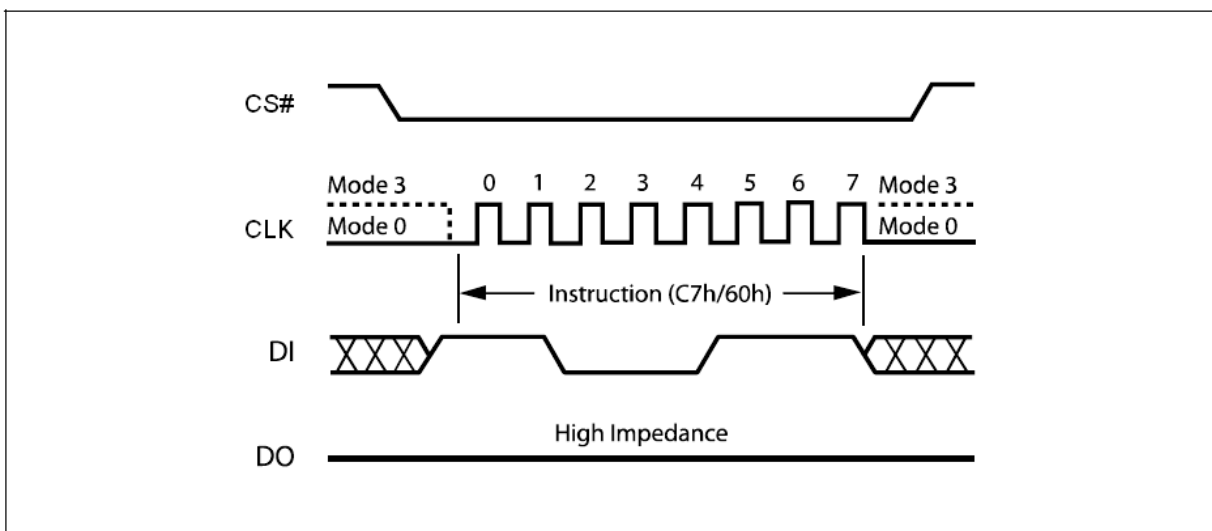 CS#
Mode 3 0 1 2 3 4 5 6 7 Mode 3
CLK Mode 0 Mode 0
Instruction (C7h/60h)
DI
High Impedance
DO